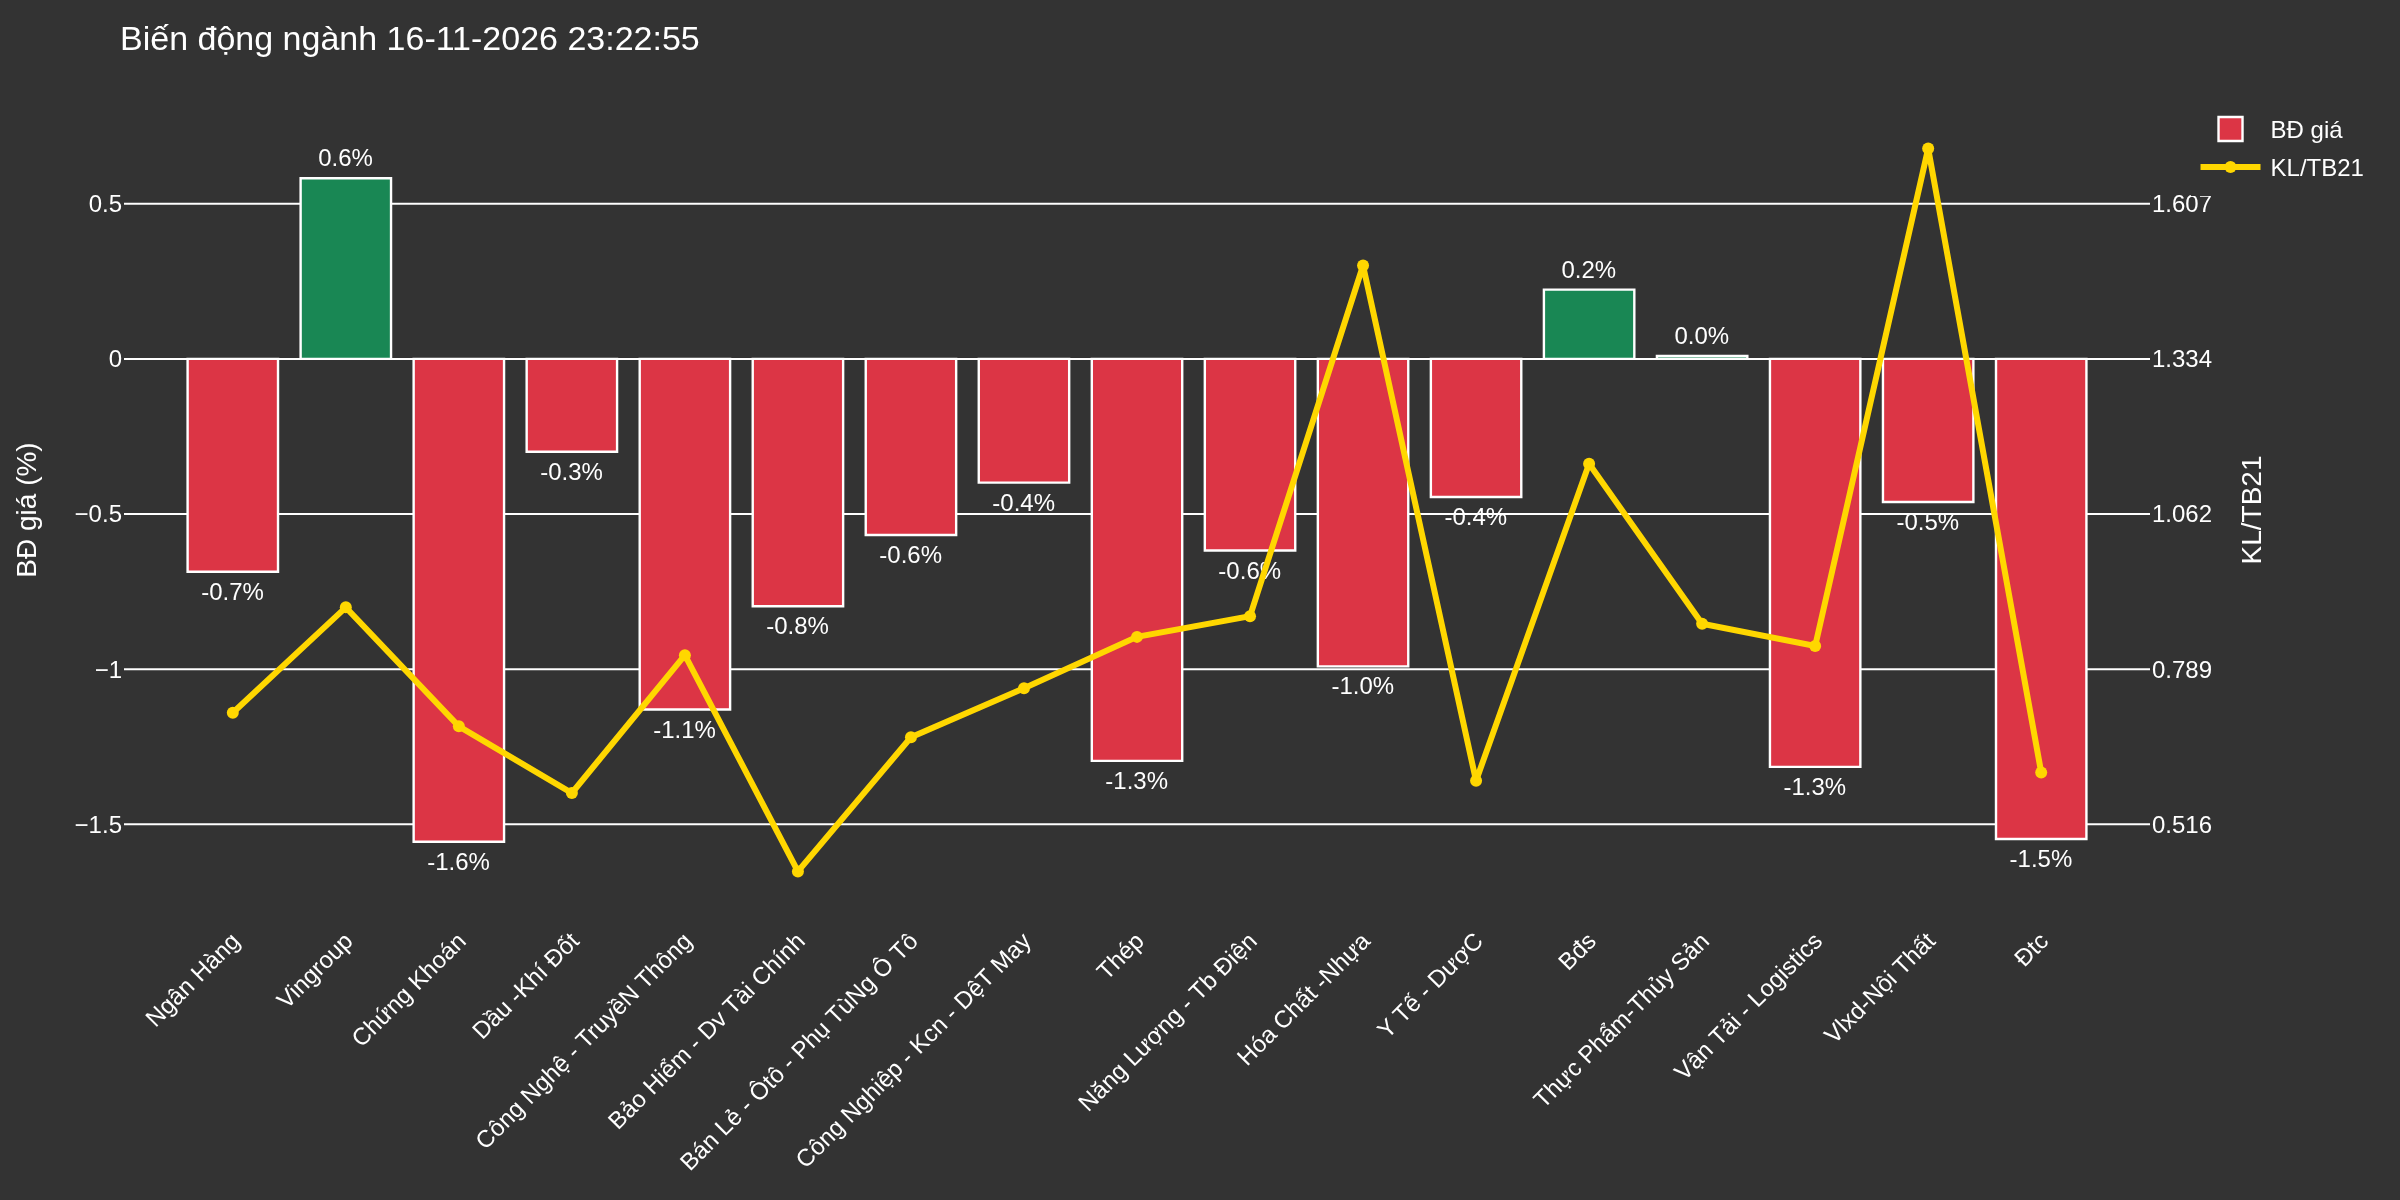 Biến động ngành 16-11-2026 23:22:55
BĐ giá
KL/TB21
0.5
0
−0.5
−1
−1.5
BĐ giá (%)
1.607
1.334
1.062
0.789
0.516
KL/TB21
-0.7%
0.6%
-1.6%
-0.3%
-1.1%
-0.8%
-0.6%
-0.4%
-1.3%
-0.6%
-1.0%
-0.4%
0.2%
0.0%
-1.3%
-0.5%
-1.5%
Ngân Hàng
Vingroup
Chứng Khoán
Dầu -Khí Đốt
Công Nghệ - TruyềN Thông
Bảo Hiểm - Dv Tài Chính
Bán Lẻ - Ôtô - Phụ TùNg Ô Tô
Công Nghiệp - Kcn - DệT May
Thép
Năng Lượng - Tb Điện
Hóa Chất -Nhựa
Y Tế - DượC
Bđs
Thực Phẩm-Thủy Sản
Vận Tải - Logistics
Vlxd-Nội Thất
Đtc